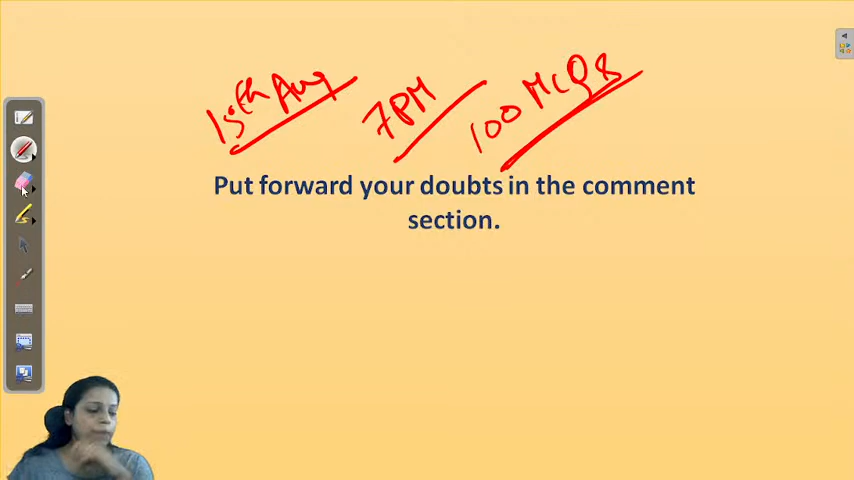 15th Aug 7PM 100 MCQs
Put forward your doubts in the comment
section.